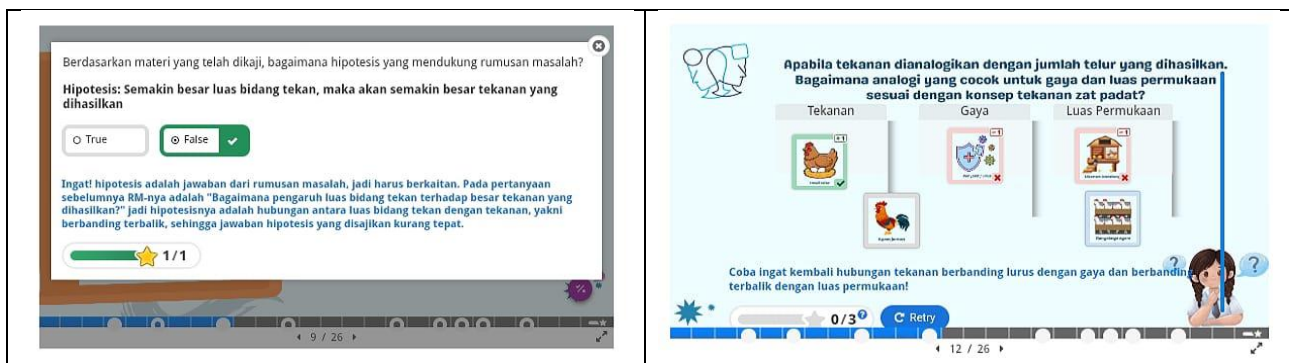 Berdasarkan materi yang telah dikaji, bagaimana hipotesis yang mendukung rumusan masalah?
Hipotesis: Semakin besar luas bidang tekan, maka akan semakin besar tekanan yang
dihasilkan
True
False
Ingat! hipotesis adalah jawaban dari rumusan masalah, jadi harus berkaitan. Pada pertanyaan
sebelumnya RM-nya adalah "Bagaimana pengaruh luas bidang tekan terhadap besar tekanan yang
dihasilkan?" jadi hipotesisnya adalah hubungan antara luas bidang tekan dengan tekanan, yakni
berbanding terbalik, sehingga jawaban hipotesis yang disajikan kurang tepat.
1/1
9 / 26
Apabila tekanan dianalogikan dengan jumlah telur yang dihasilkan.
Bagaimana analogi yang cocok untuk gaya dan luas permukaan
sesuai dengan konsep tekanan zat padat?
Tekanan
Gaya
Luas Permukaan
+1
-1
-1
Coba ingat kembali hubungan tekanan berbanding lurus dengan gaya dan berbanding
terbalik dengan luas permukaan!
0/3
Retry
12 / 26